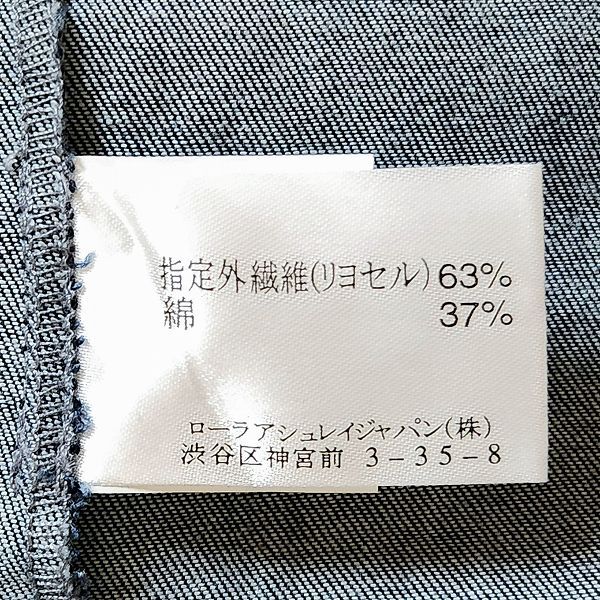 指定外繊維(リヨセル) 63%
綿 37%
ローラアシュレイジャパン(株)
渋谷区神宮前 3-35-8